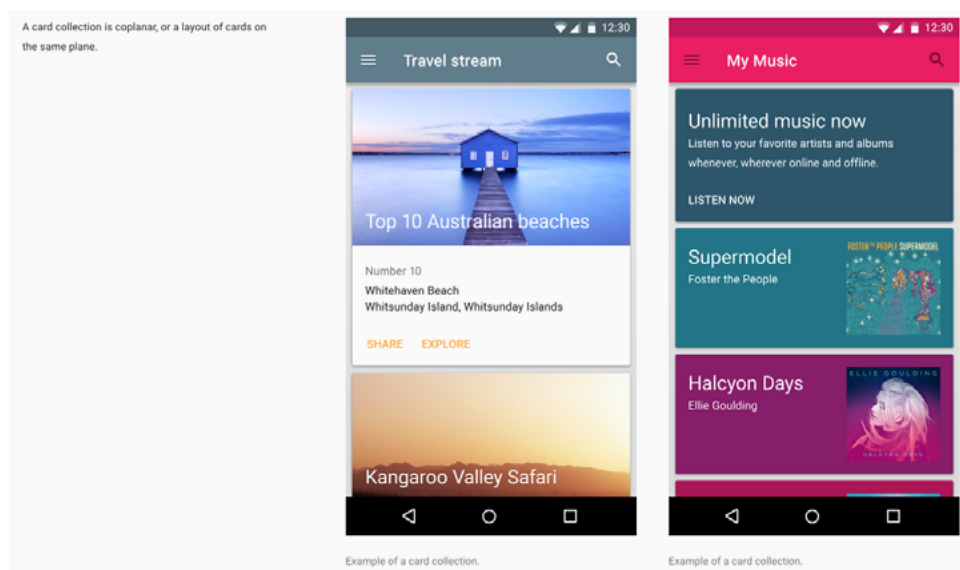 A card collection is coplanar, or a layout of cards on
the same plane.
12:30
Travel stream
Top 10 Australian beaches
Number 10
Whitehaven Beach
Whitsunday Island, Whitsunday Islands
SHARE EXPLORE
Kangaroo Valley Safari
Example of a card collection.
12:30
My Music
Unlimited music now
Listen to your favorite artists and albums
whenever, wherever online and offline.
LISTEN NOW
Supermodel
Foster the People
FOSTER THE PEOPLE SUPERMODEL
Halcyon Days
Ellie Goulding
ELLIE GOULDING
HALCYON DAYS
Example of a card collection.